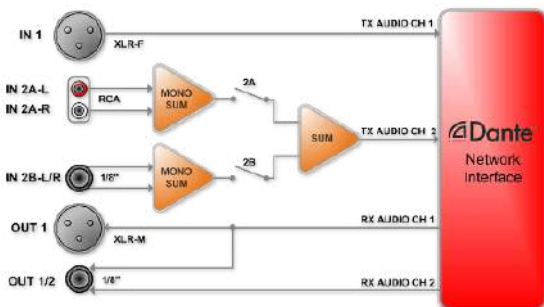 IN 1
XLR-F
TX AUDIO CH 1
IN 2A-L
IN 2A-R
RCA
MONO
SUM
2A
SUM
TX AUDIO CH 2
Dante
Network
Interface
IN 2B-L/R
1/8"
MONO
SUM
2B
OUT 1
XLR-M
RX AUDIO CH 1
OUT 1/2
1/8"
RX AUDIO CH 2